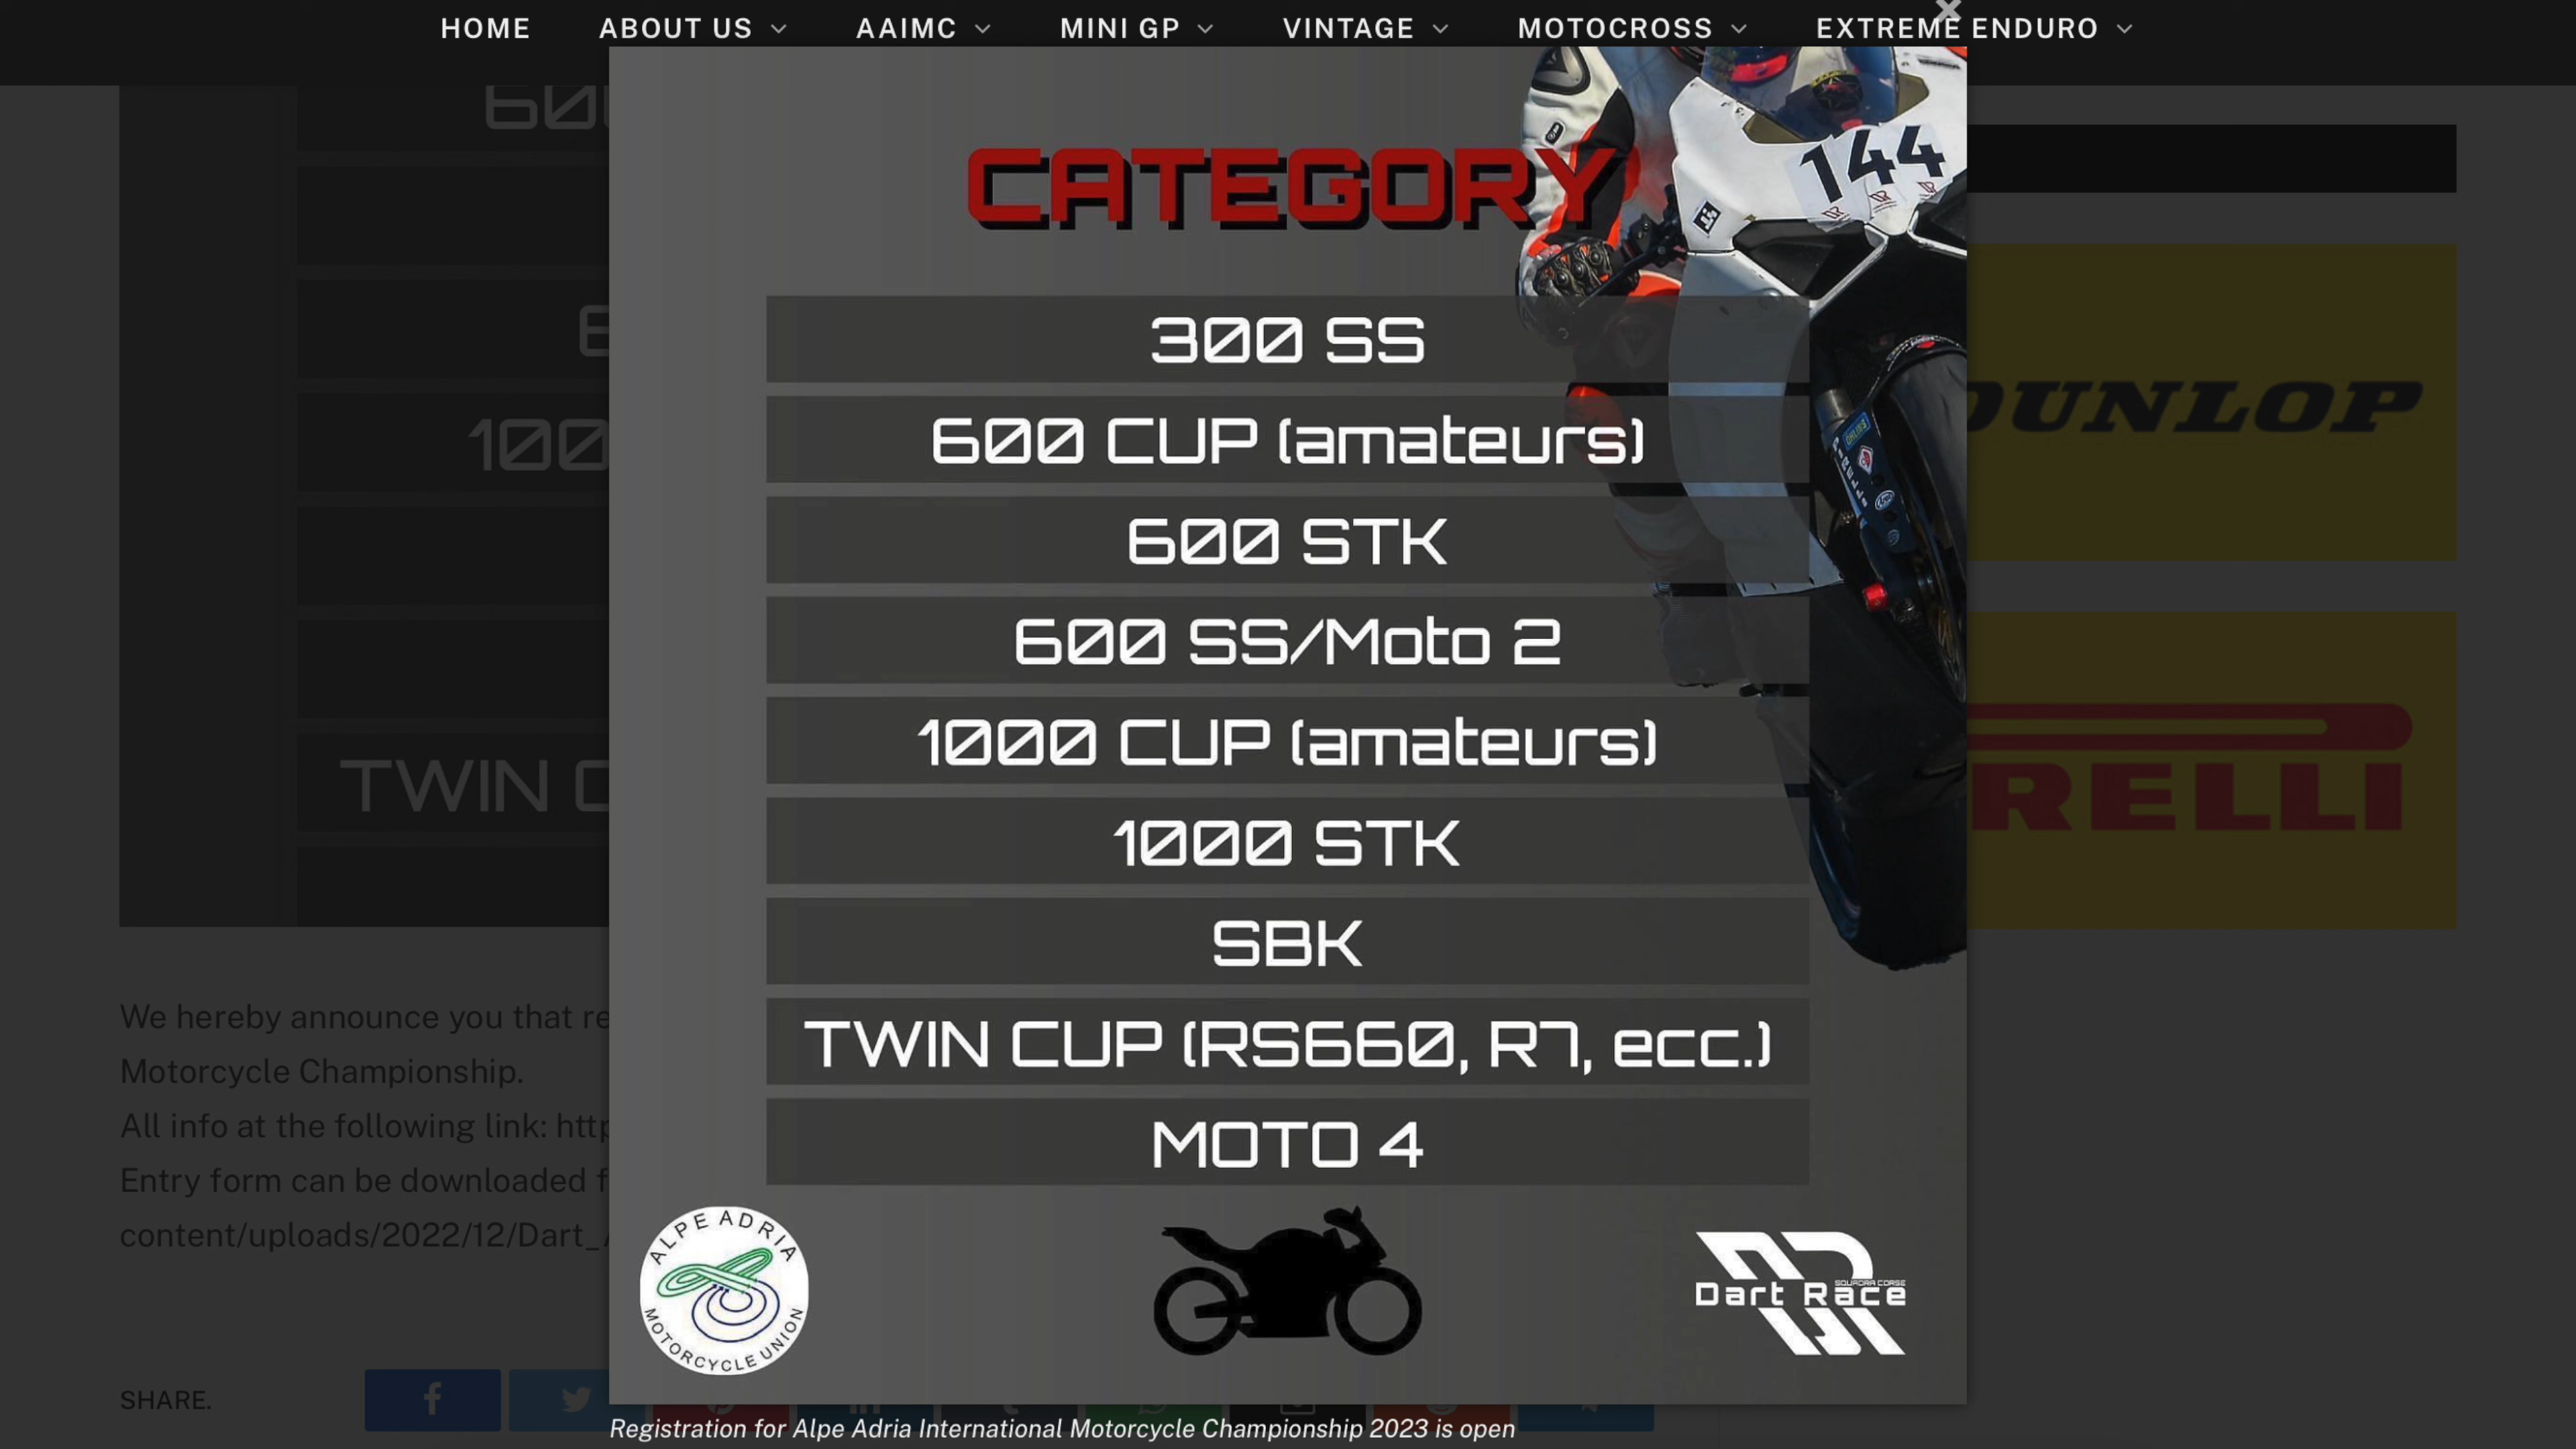 HOME ABOUT US AAIMC MINI GP VINTAGE MOTOCROSS EXTREME ENDURO
CATEGORY
144
300 SS
600 CUP (amateurs)
600 STK
600 SS/Moto 2
1000 CUP (amateurs)
1000 STK
SBK
TWIN CUP (RS660, R7, ecc.)
MOTO 4
ALPE ADRIA
MOTORCYCLE UNION
SQUADRA CORSE
Dart Race
Registration for Alpe Adria International Motorcycle Championship 2023 is open
100
TWIN
DUNLOP
RELLI
We hereby announce you that re
Motorcycle Championship.
All info at the following link: http
Entry form can be downloaded f
content/uploads/2022/12/Dart_
SHARE.